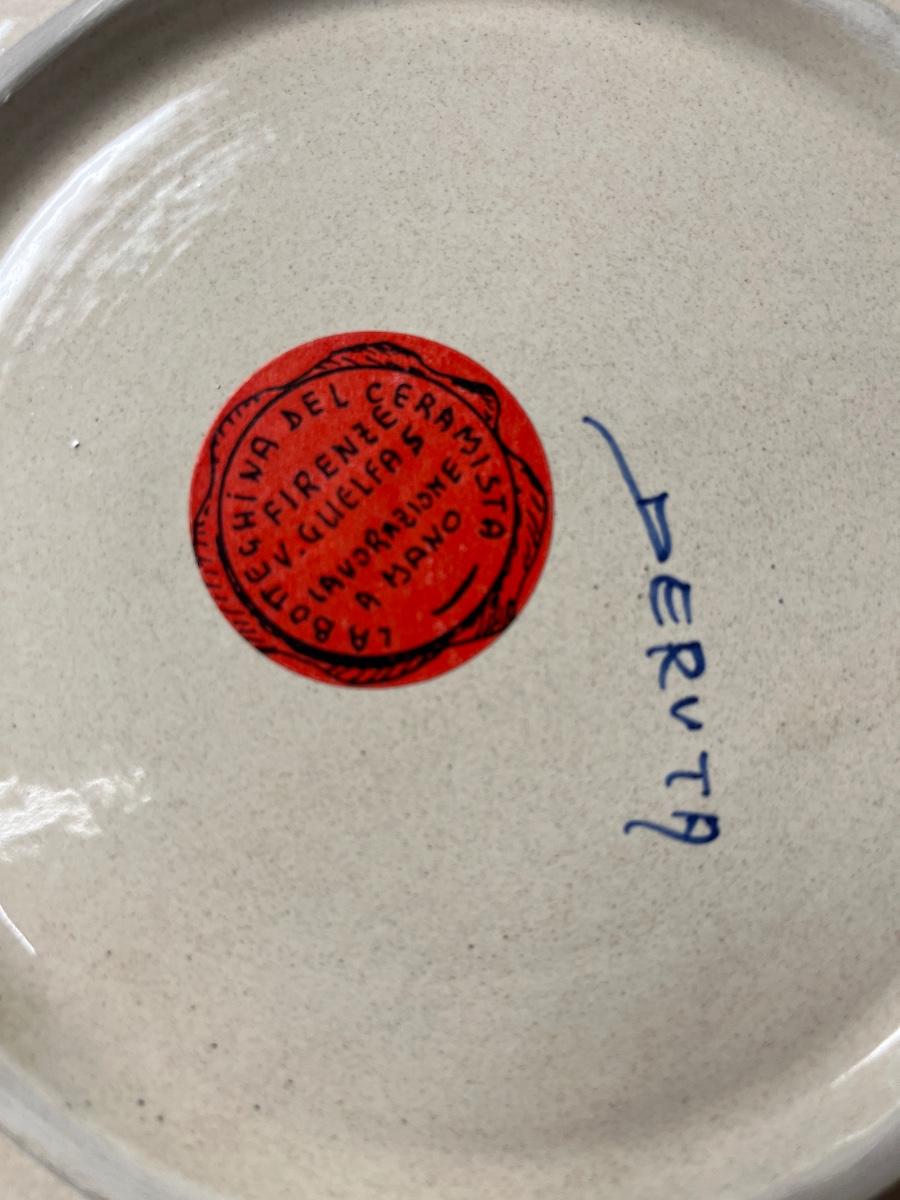 LA BOTTEGHINA DEL CERAMISTA
FIRENZE
V. GUELFA 5
LAVORAZIONE
A MANO
DERUTA